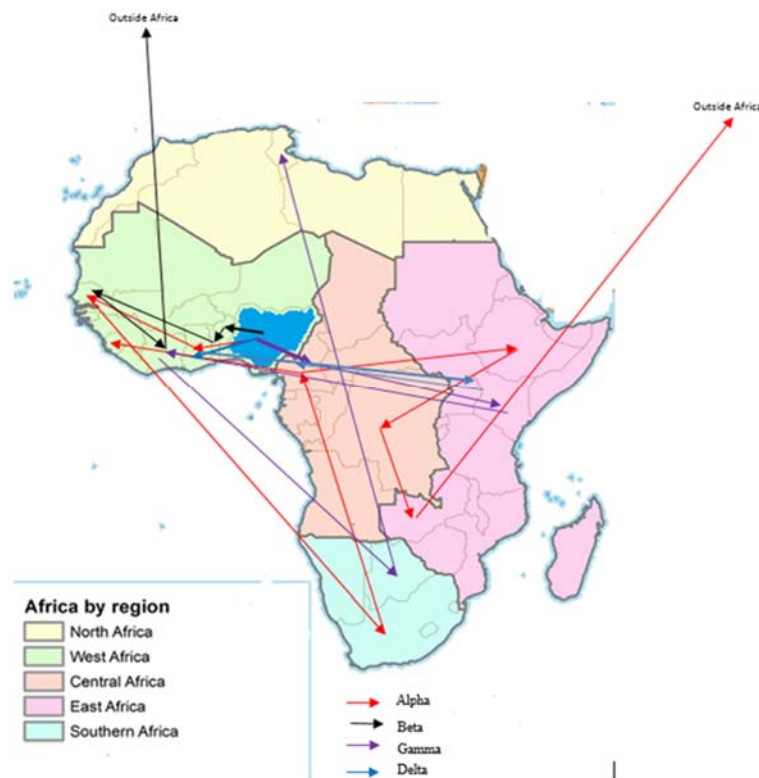 Outside Africa
Outside Africa
Africa by region
North Africa
West Africa
Central Africa
East Africa
Southern Africa
Alpha
Beta
Gamma
Delta